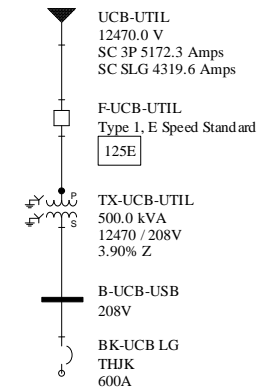 UCB-UTIL
12470.0 V
SC 3P 5172.3 Amps
SC SLG 4319.6 Amps
F-UCB-UTIL
Type 1, E Speed Standard
125E
P
S
TX-UCB-UTIL
500.0 kVA
12470 / 208V
3.90% Z
B-UCB-USB
208V
BK-UCB LG
THJK
600A